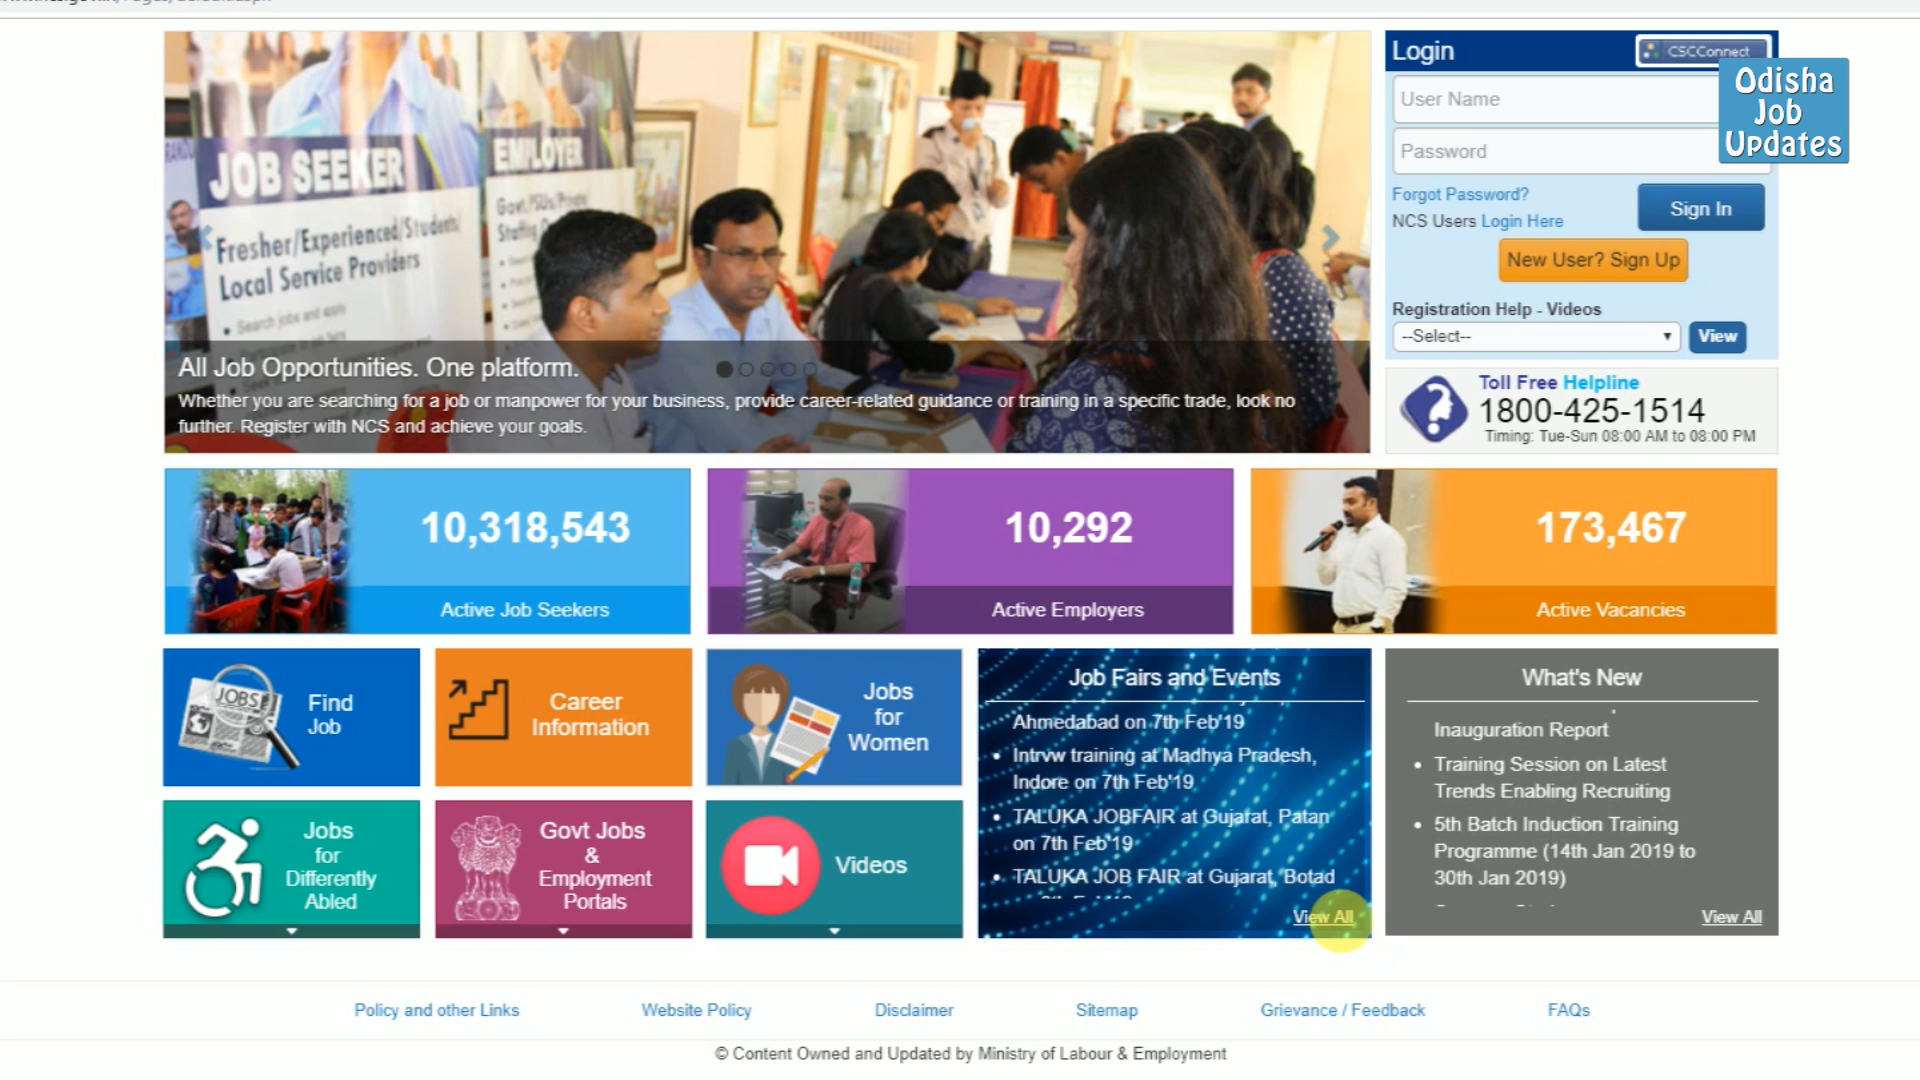 JOB SEEKER
Fresher/Experienced/Students
Local Service Providers
Search jobs and apply
EMPLOYER
Govt./PSUs/Private
All Job Opportunities. One platform.
Whether you are searching for a job or manpower for your business, provide career-related guidance or training in a specific trade, look no
further. Register with NCS and achieve your goals.
Login
CSCConnect
Odisha
Job
Updates
User Name
Password
Forgot Password?
NCS Users Login Here
Sign In
New User? Sign Up
Registration Help - Videos
--Select--
View
Toll Free Helpline
1800-425-1514
Timing: Tue-Sun 08:00 AM to 08:00 PM
10,318,543
Active Job Seekers
10,292
Active Employers
173,467
Active Vacancies
JOBS
Find
Job
Career
Information
Jobs
for
Women
Jobs
for
Differently
Abled
Govt Jobs
&
Employment
Portals
Videos
Job Fairs and Events
Ahmedabad on 7th Feb'19
• Intrvw training at Madhya Pradesh,
Indore on 7th Feb'19
• TALUKA JOBFAIR at Gujarat, Patan
on 7th Feb'19
• TALUKA JOB FAIR at Gujarat, Botad
View All
What's New
Inauguration Report
• Training Session on Latest
Trends Enabling Recruiting
• 5th Batch Induction Training
Programme (14th Jan 2019 to
30th Jan 2019)
View All
Policy and other Links
Website Policy
Disclaimer
Sitemap
Grievance / Feedback
FAQs
© Content Owned and Updated by Ministry of Labour & Employment